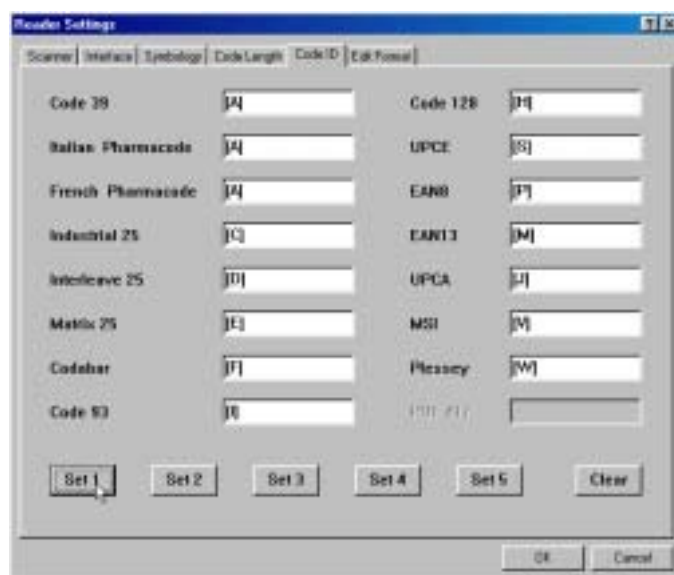 Reader Settings
Scanner Interface Symbology Code Length Code ID Edit Format
Code 39 [A] Code 128 [H]
Italian Pharmacode [A] UPCE [S]
French Pharmacode [A] EAN8 [P]
Industrial 25 [C] EAN13 [M]
Interleave 25 [D] UPCA [J]
Matrix 25 [E] MSI [V]
Codabar [F] Plessey [W]
Code 93 [I] PDF 417
Set 1 Set 2 Set 3 Set 4 Set 5 Clear
OK Cancel